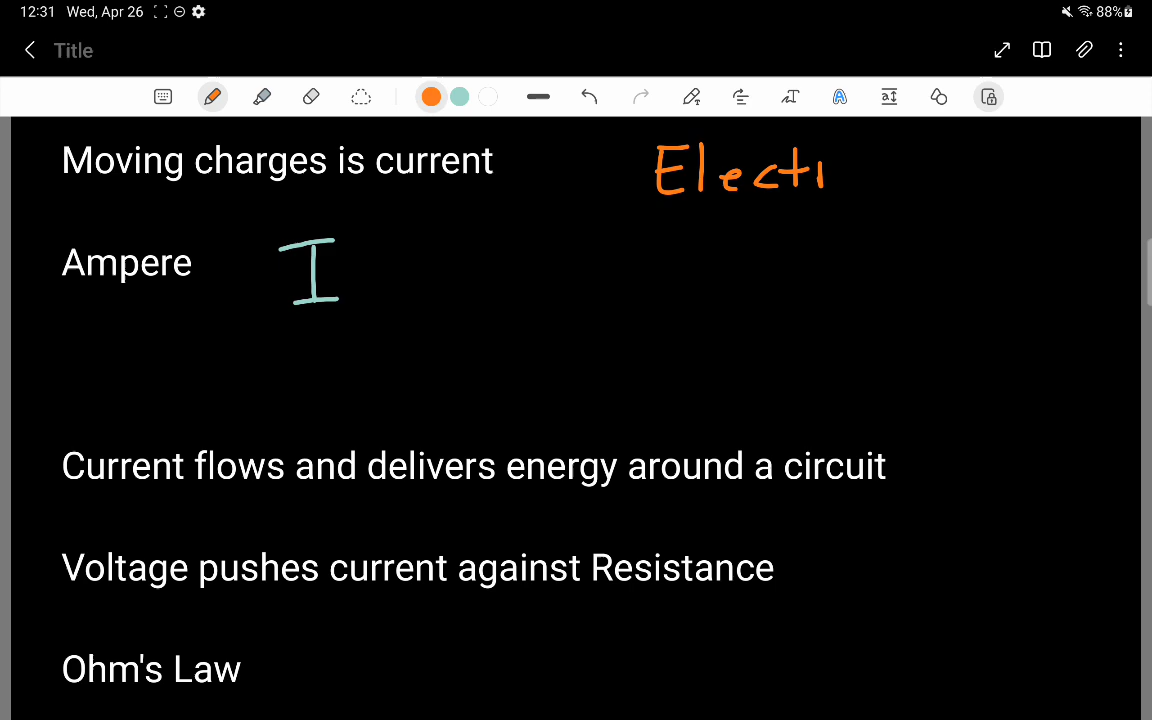 12:31 Wed, Apr 26 88%
Title
Moving charges is current Electr
Ampere I
Current flows and delivers energy around a circuit
Voltage pushes current against Resistance
Ohm's Law